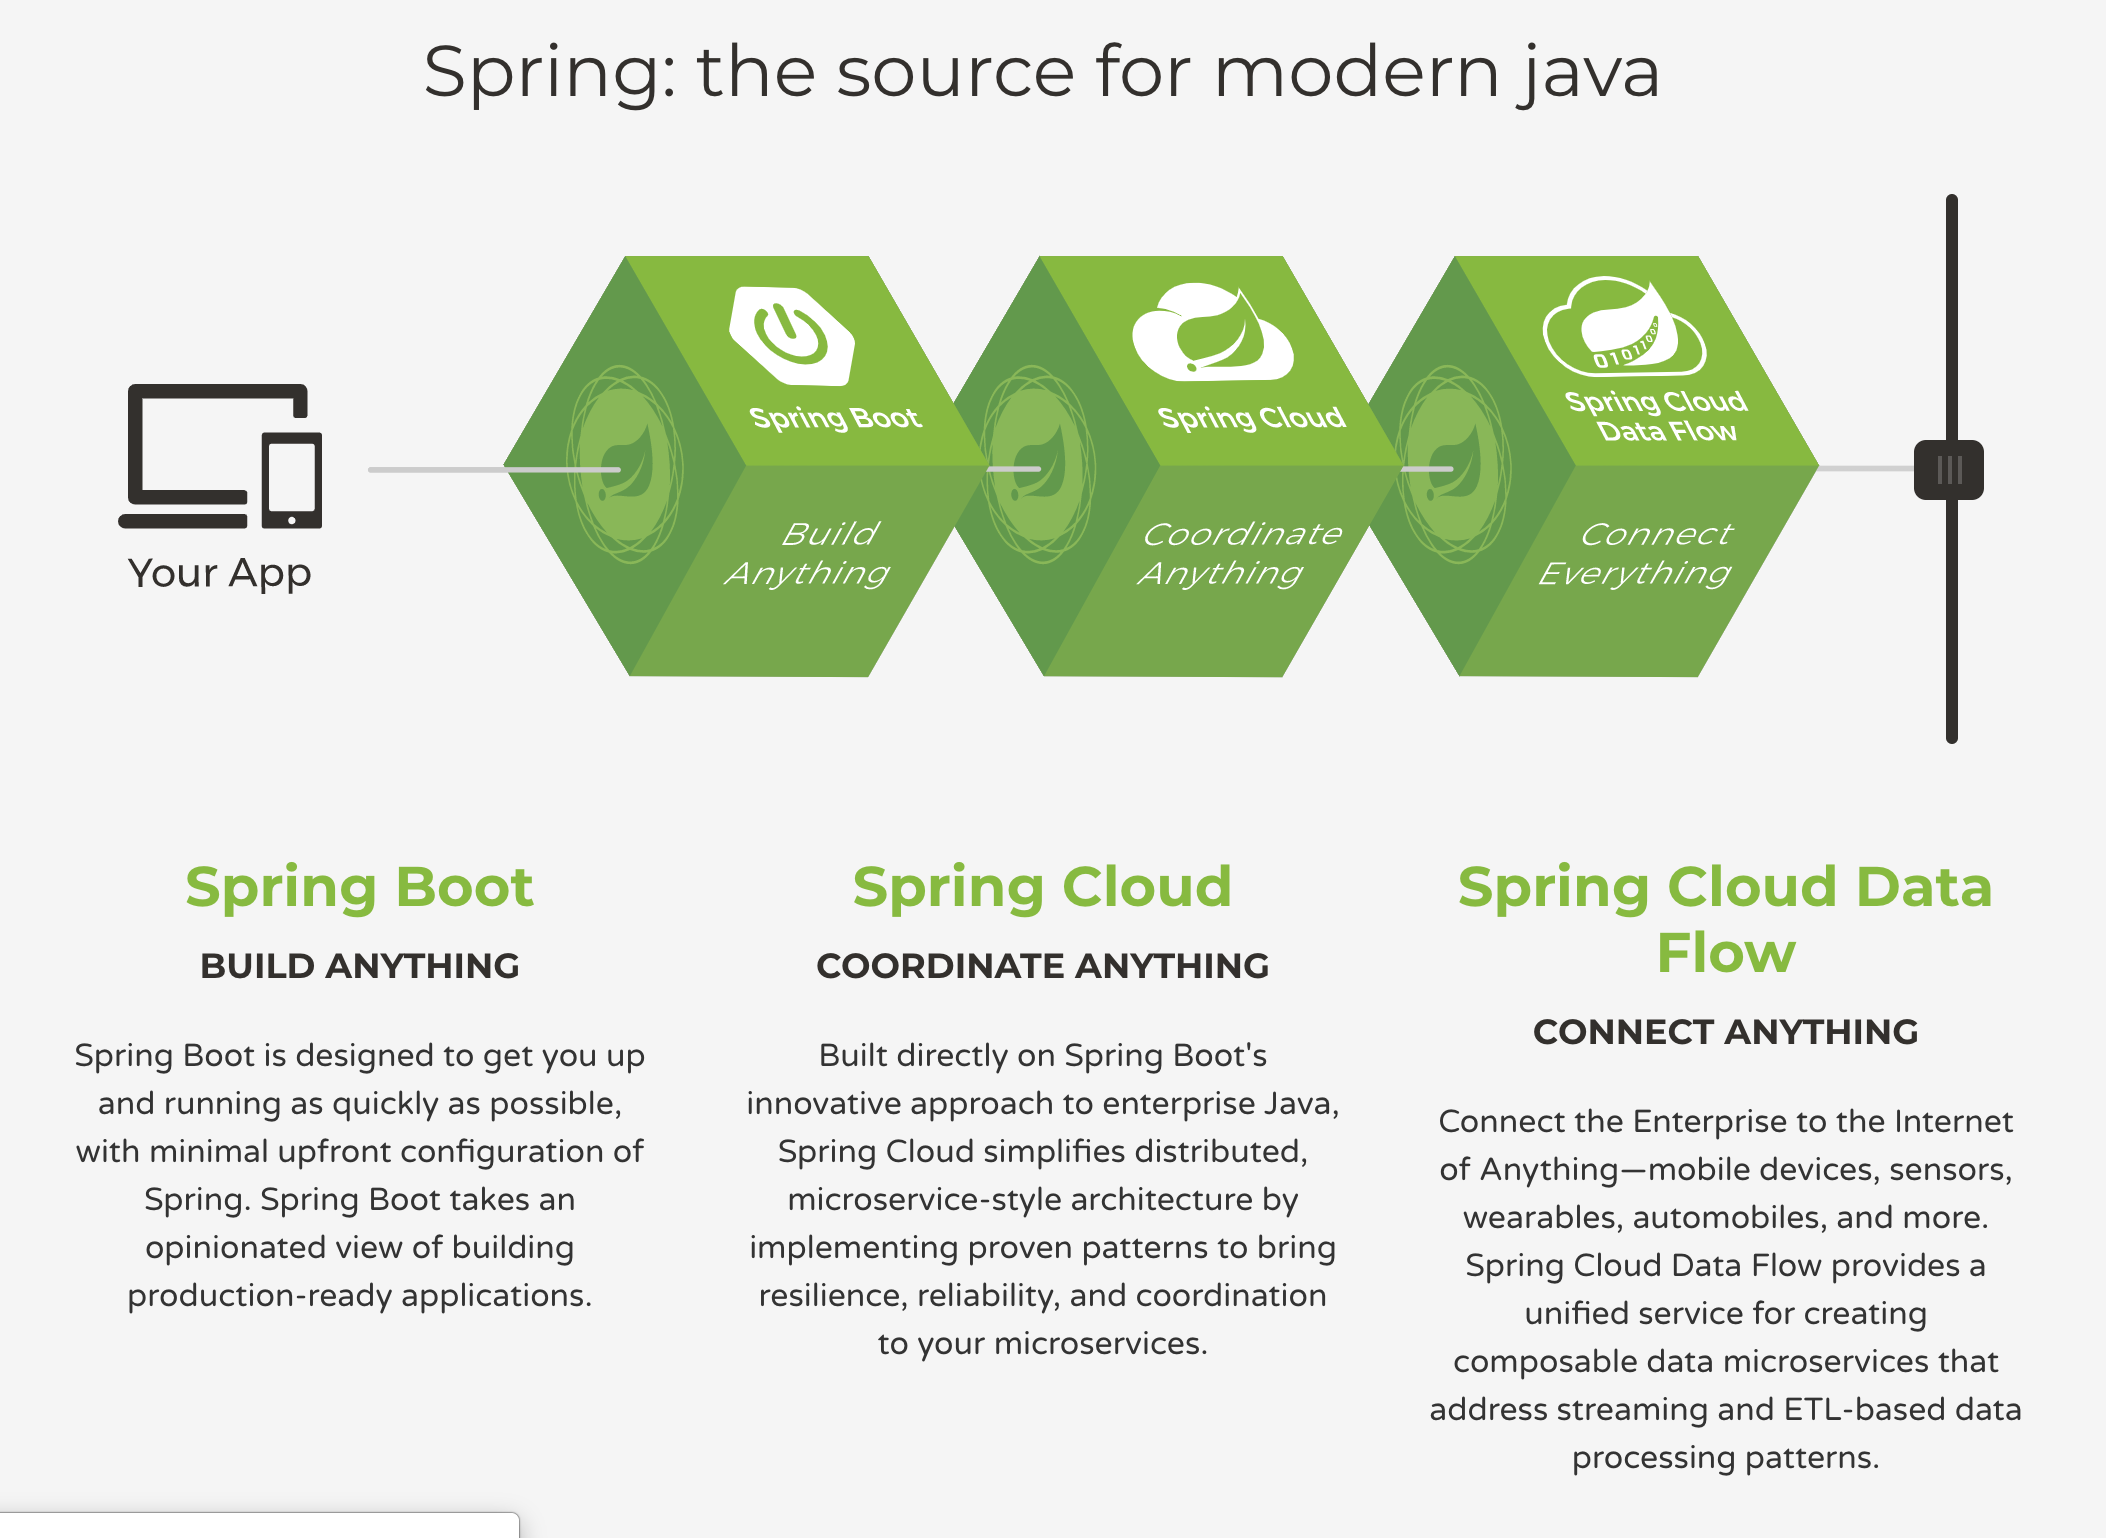 Spring: the source for modern java
Your App
Spring Boot
Build
Anything
Spring Cloud
Coordinate
Anything
Spring Cloud
Data Flow
Connect
Everything
Spring Boot
BUILD ANYTHING
Spring Boot is designed to get you up
and running as quickly as possible,
with minimal upfront configuration of
Spring. Spring Boot takes an
opinionated view of building
production-ready applications.
Spring Cloud
COORDINATE ANYTHING
Built directly on Spring Boot's
innovative approach to enterprise Java,
Spring Cloud simplifies distributed,
microservice-style architecture by
implementing proven patterns to bring
resilience, reliability, and coordination
to your microservices.
Spring Cloud Data
Flow
CONNECT ANYTHING
Connect the Enterprise to the Internet
of Anything—mobile devices, sensors,
wearables, automobiles, and more.
Spring Cloud Data Flow provides a
unified service for creating
composable data microservices that
address streaming and ETL-based data
processing patterns.